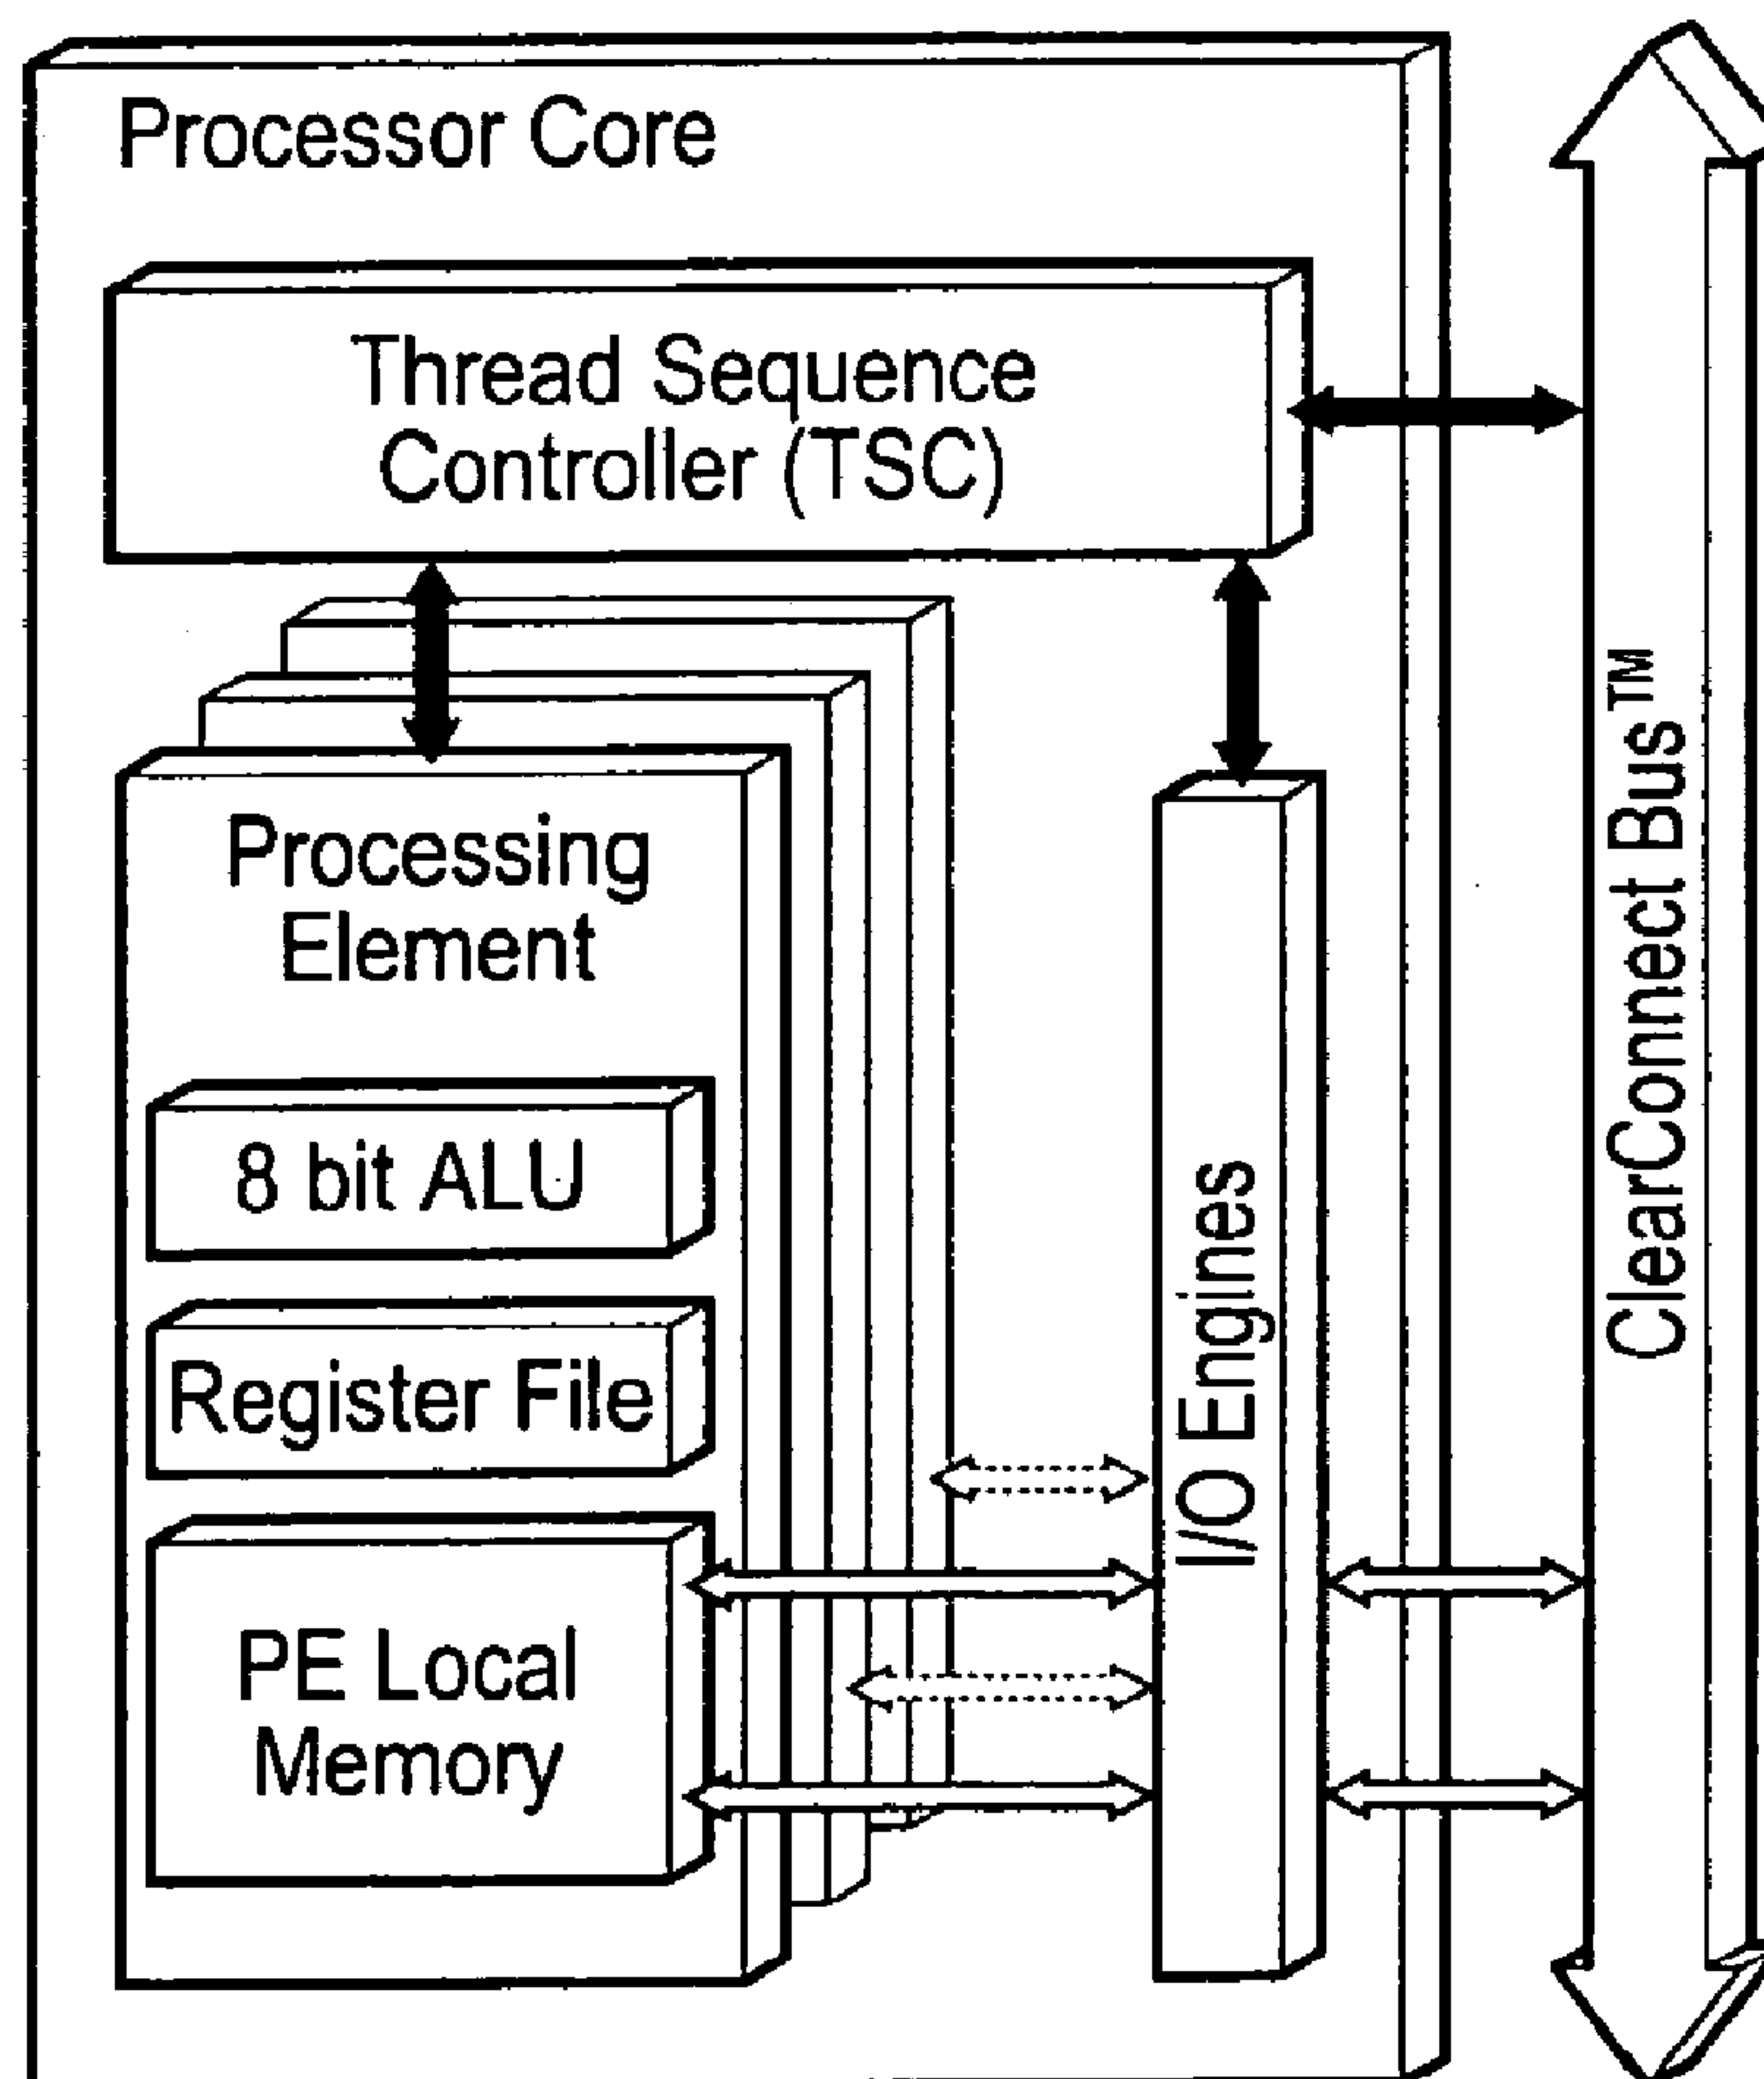 Processor Core
Thread Sequence
Controller (TSC)
Processing
Element
8 bit ALU
Register File
PE Local
Memory
I/O Engines
ClearConnect Bus™